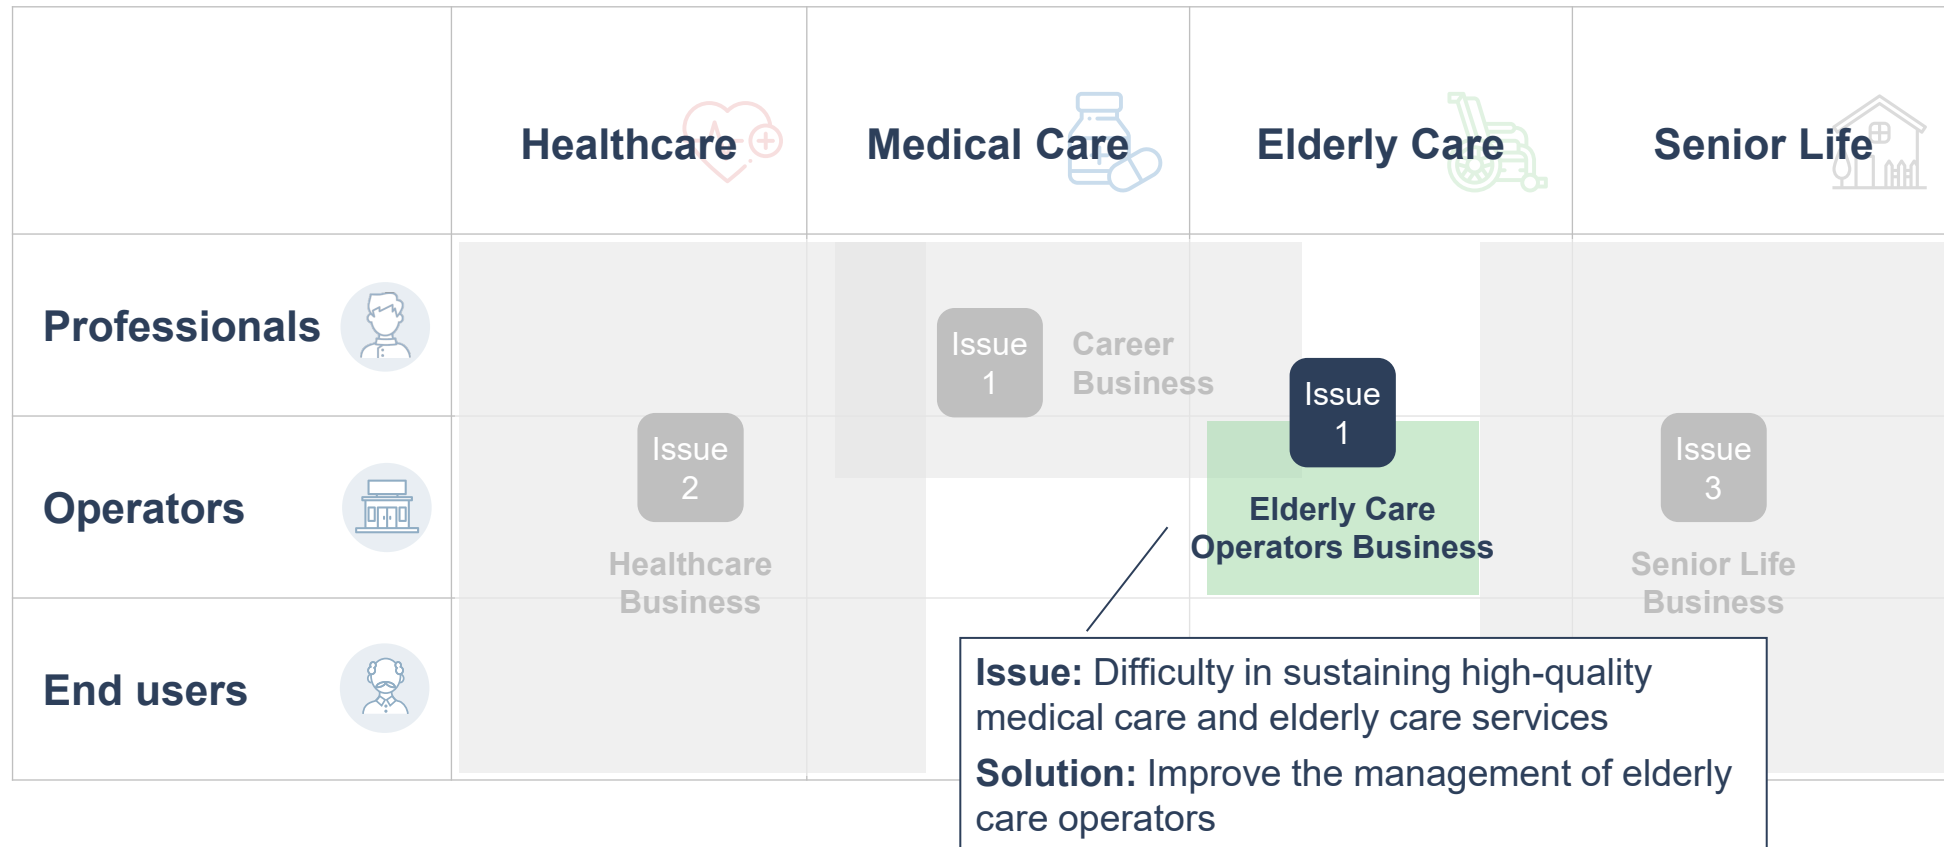 Healthcare
Medical Care
Elderly Care
Senior Life
Professionals
Issue
1
Career
Business
Issue
1
Operators
Issue
2
Healthcare
Business
Elderly Care
Operators Business
Issue
3
Senior Life
Business
End users
Issue: Difficulty in sustaining high-quality
medical care and elderly care services
Solution: Improve the management of elderly
care operators